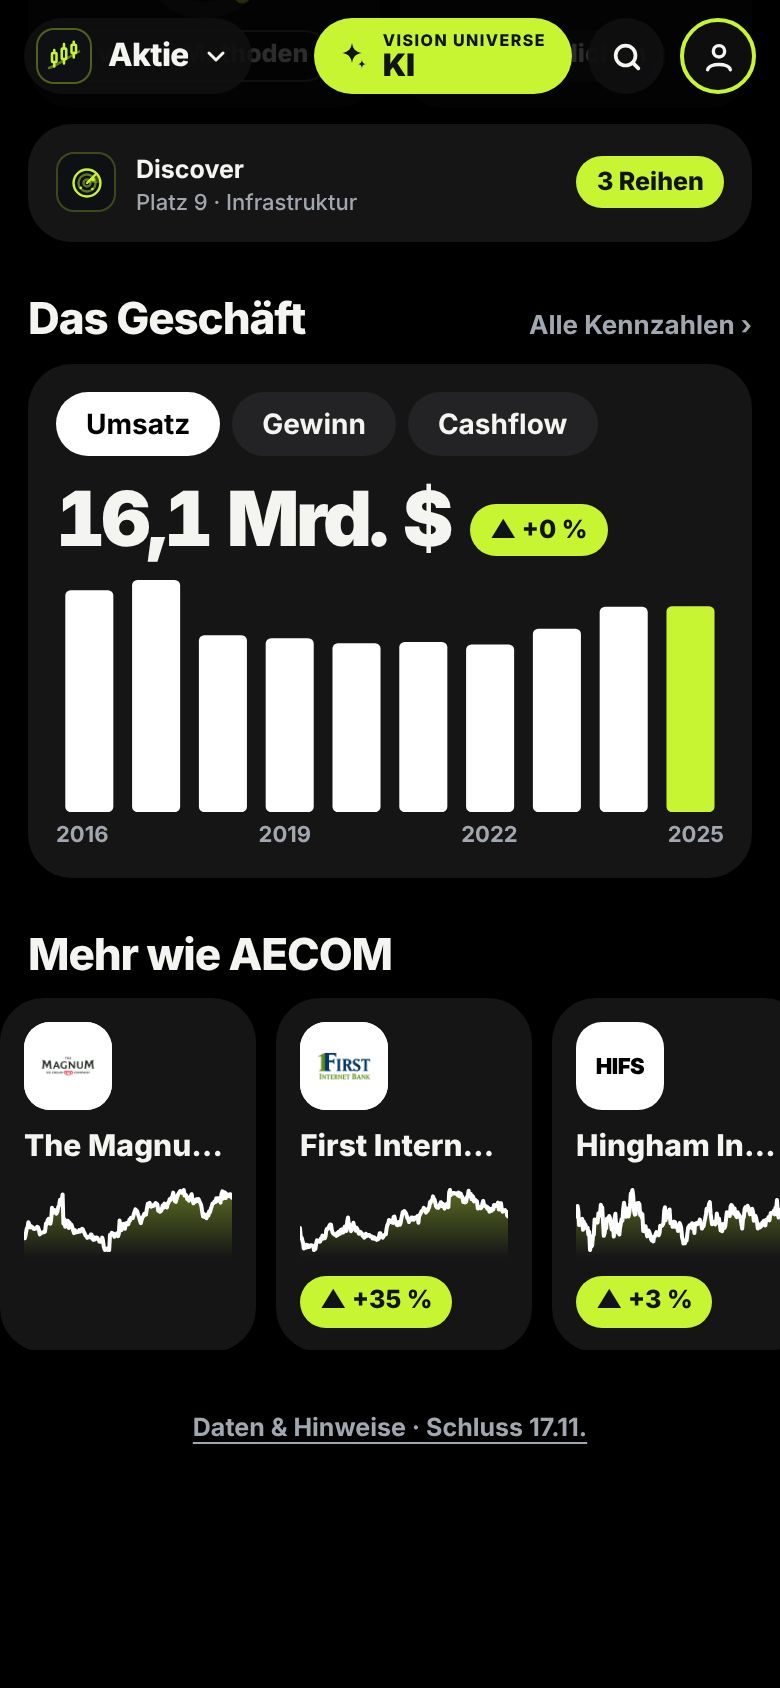 Aktie
VISION UNIVERSE
KI
Discover
Platz 9 · Infrastruktur
3 Reihen
Das Geschäft
Alle Kennzahlen ›
Umsatz
Gewinn
Cashflow
16,1 Mrd. $
▲ +0 %
2016
2019
2022
2025
Mehr wie AECOM
THE
MAGNUM
FIRST
INTERNET BANK
HIFS
The Magnu...
First Intern...
Hingham In...
▲ +35 %
▲ +3 %
Daten & Hinweise · Schluss 17.11.